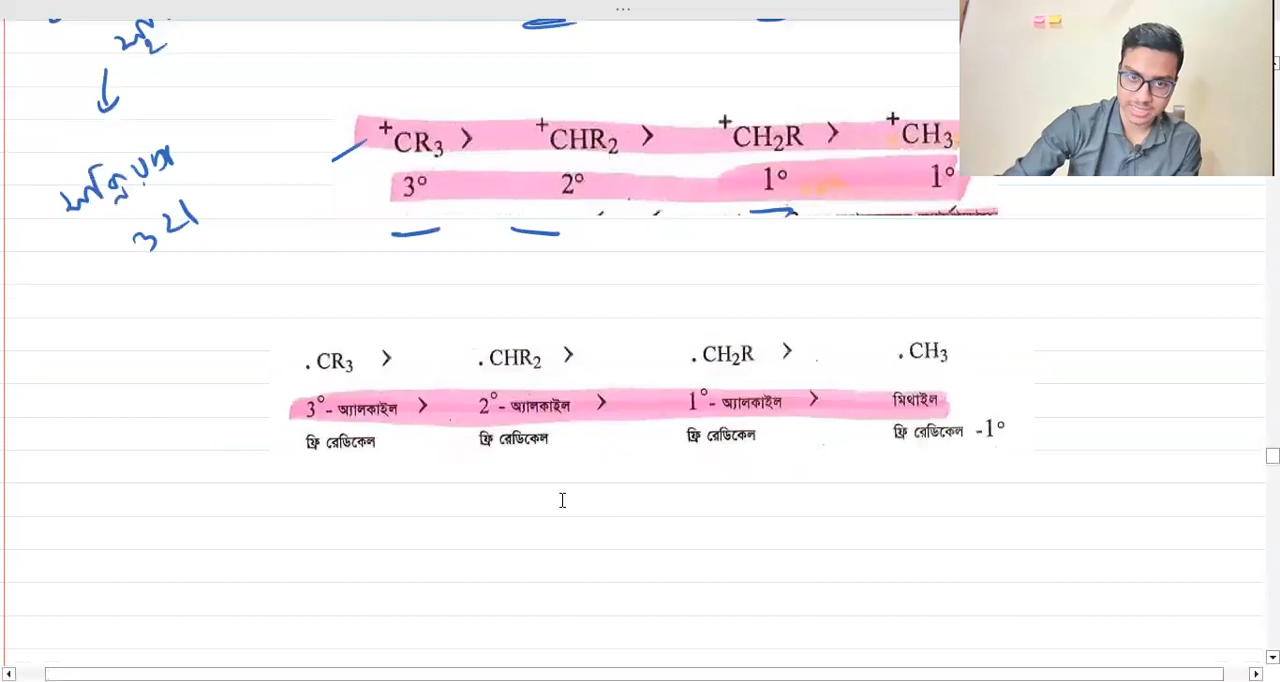 ⁺CR₃ > ⁺CHR₂ > ⁺CH₂R > ⁺CH₃
3° 2° 1° 1°
.CR₃ > .CHR₂ > .CH₂R > .CH₃
3°- অ্যালকাইল > 2°- অ্যালকাইল > 1°- অ্যালকাইল > মিথাইল
ফ্রি রেডিকেল ফ্রি রেডিকেল ফ্রি রেডিকেল ফ্রি রেডিকেল -1°